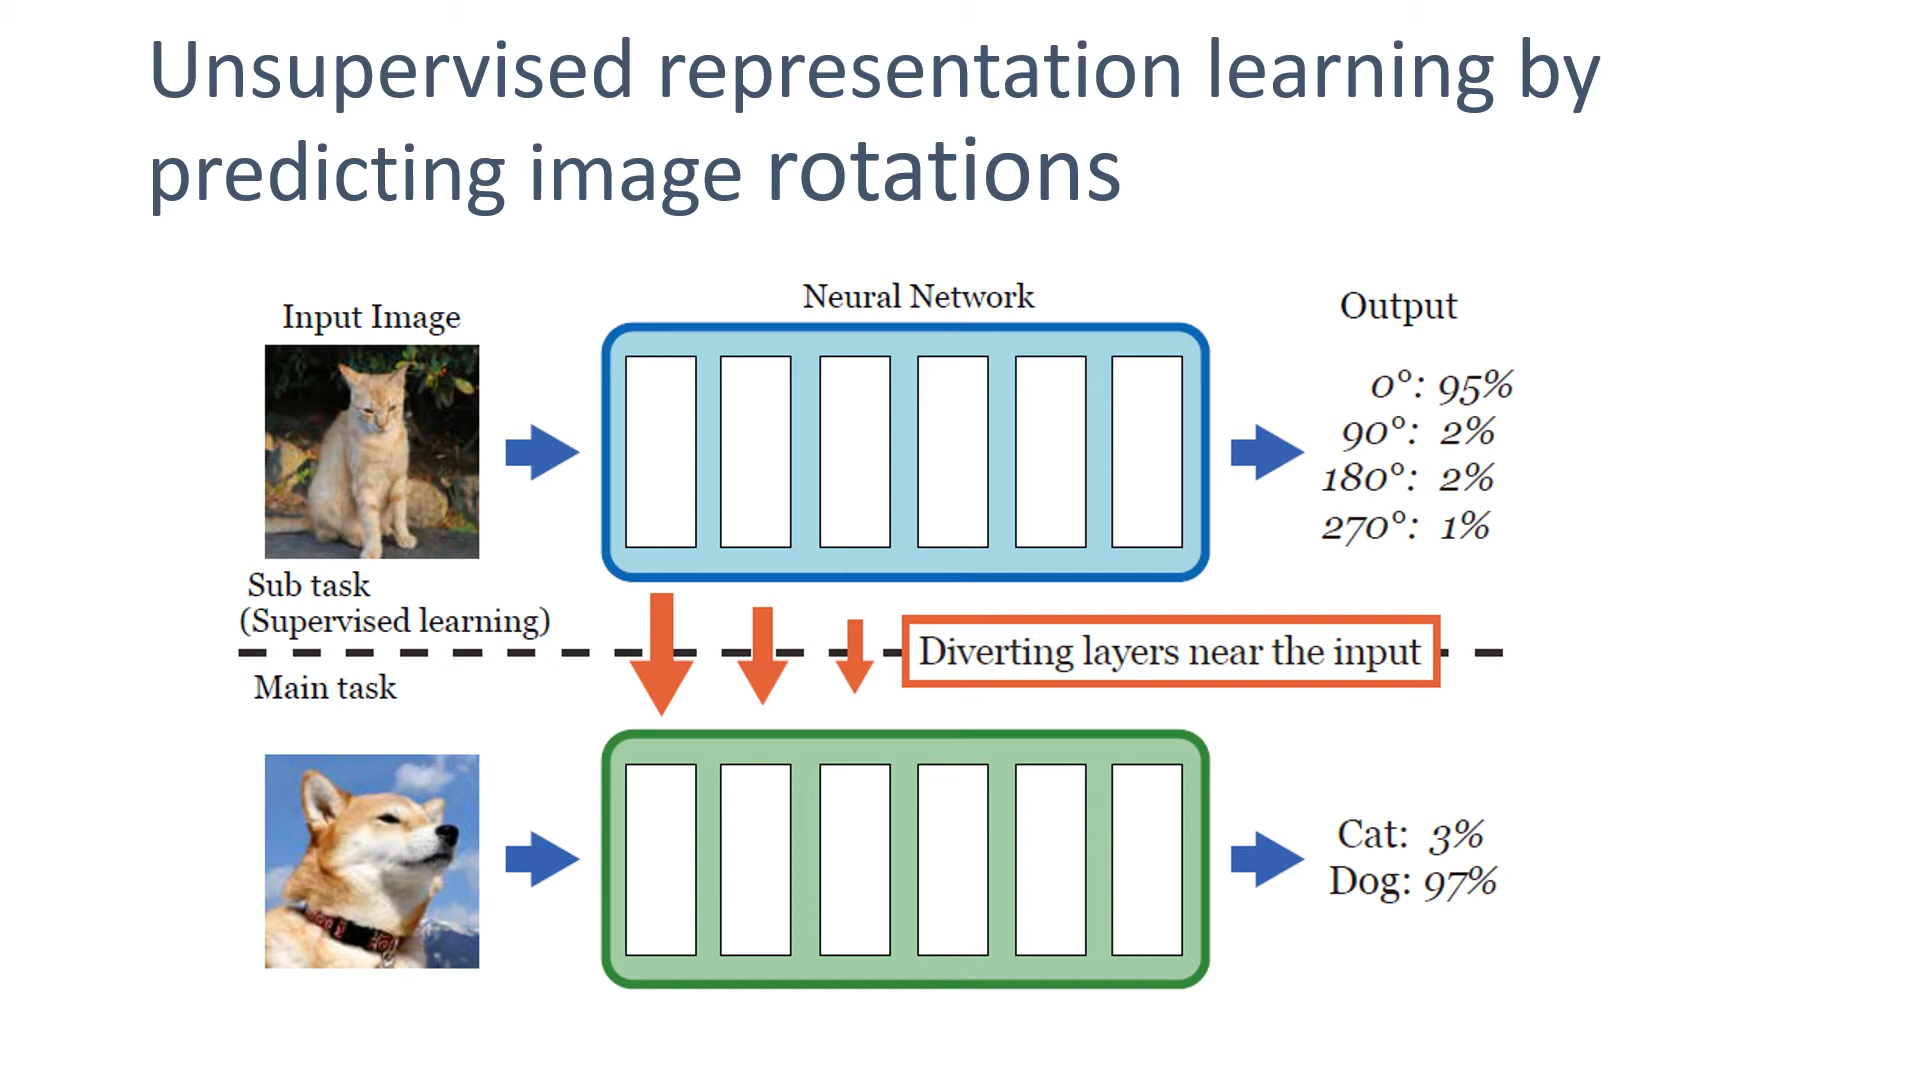 Unsupervised representation learning by
predicting image rotations
Input Image
Neural Network
Output
0°: 95%
90°: 2%
180°: 2%
270°: 1%
Sub task
(Supervised learning)
Diverting layers near the input
Main task
Cat: 3%
Dog: 97%